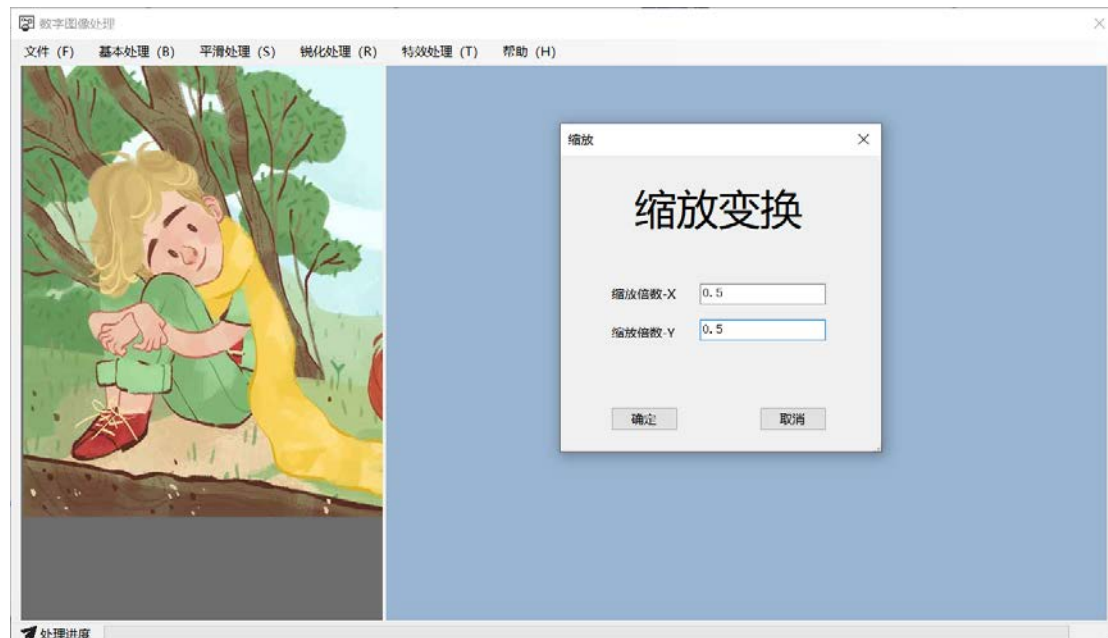 数字图像处理
文件 (F) 基本处理 (B) 平滑处理 (S) 锐化处理 (R) 特效处理 (T) 帮助 (H)
缩放
缩放变换
缩放倍数-X 0.5
缩放倍数-Y 0.5
确定 取消
处理进度